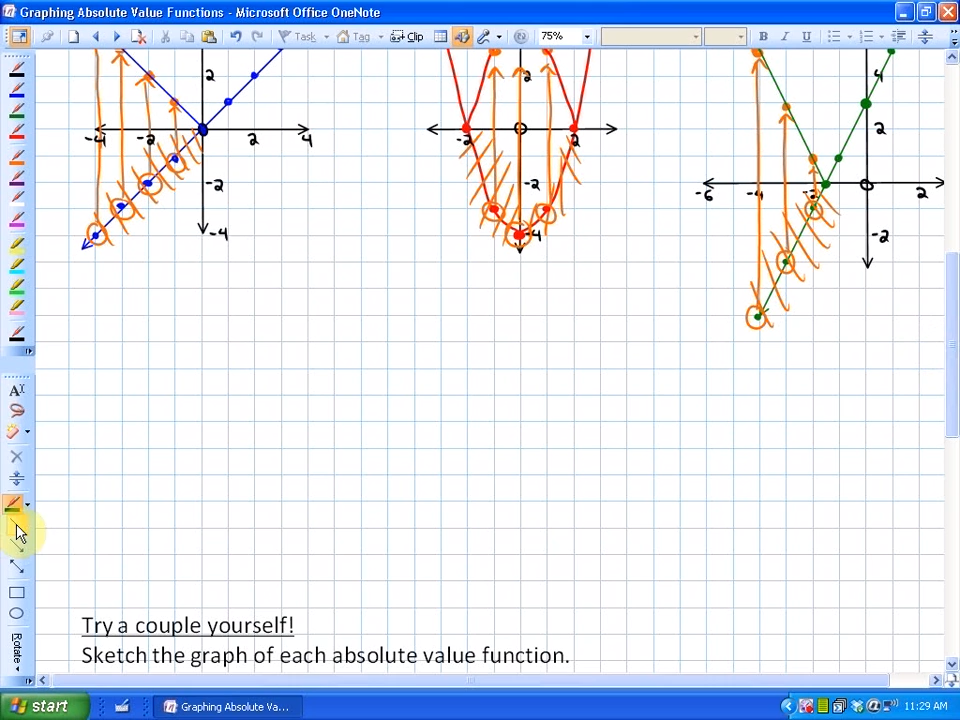 Graphing Absolute Value Functions - Microsoft Office OneNote
Task Tag Clip 75% B I U
2 2 4
-4 -2 2 4 -2 2 2
-2 -2 -6 -4 -2 2
-4 -4 -2
A
Try a couple yourself!
Sketch the graph of each absolute value function.
Rotate
start Graphing Absolute Va... 11:29 AM